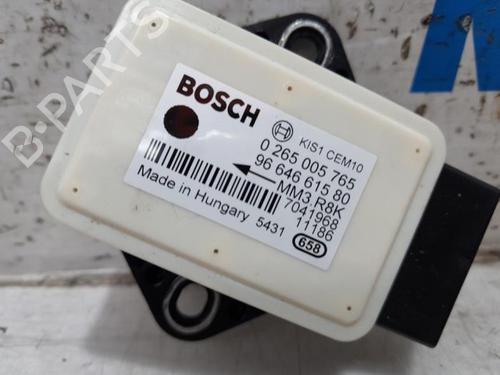 BOSCH
KIS1 CEM10
0 265 005 765
96 646 615 80
MM3.R8K
7041968
11186
Made in Hungary 5431
658
B-PARTS